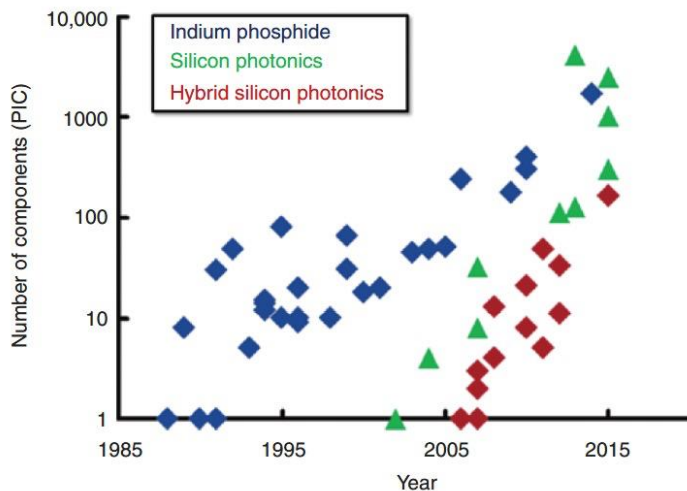 10,000
1000
100
10
1
Number of components (PIC)
Indium phosphide
Silicon photonics
Hybrid silicon photonics
1985
1995
2005
2015
Year